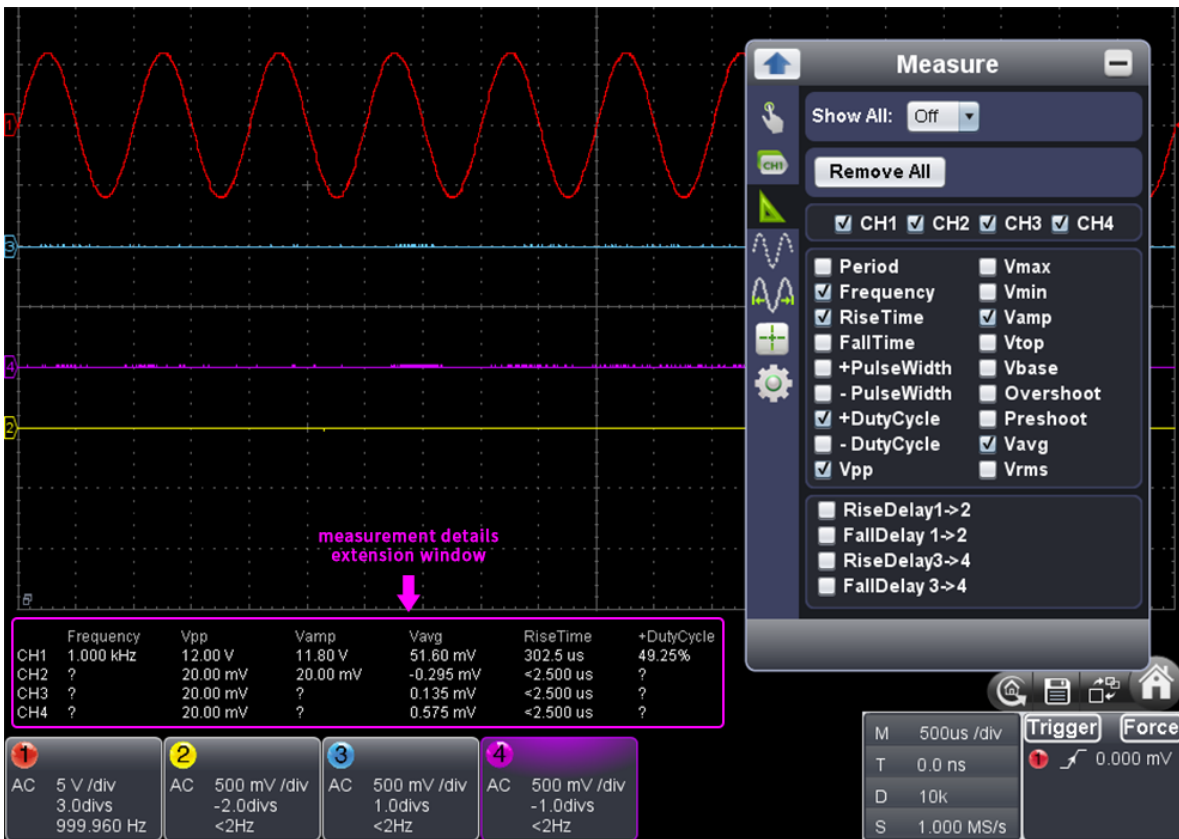 Measure
Show All: Off
CH1
Remove All
CH1 CH2 CH3 CH4
Period Vmax
Frequency Vmin
RiseTime Vamp
FallTime Vtop
+PulseWidth Vbase
- PulseWidth Overshoot
+DutyCycle Preshoot
- DutyCycle Vavg
Vpp Vrms
RiseDelay1->2
FallDelay 1->2
RiseDelay3->4
FallDelay 3->4
1
3
4
2
measurement details
extension window
Frequency Vpp Vamp Vavg RiseTime +DutyCycle
CH1 1.000 kHz 12.00 V 11.80 V 51.60 mV 302.5 us 49.25%
CH2 ? 20.00 mV 20.00 mV -0.295 mV <2.500 us ?
CH3 ? 20.00 mV ? 0.135 mV <2.500 us ?
CH4 ? 20.00 mV ? 0.575 mV <2.500 us ?
1
AC 5 V /div
3.0divs
999.960 Hz
2
AC 500 mV /div
-2.0divs
<2Hz
3
AC 500 mV /div
1.0divs
<2Hz
4
AC 500 mV /div
-1.0divs
<2Hz
M 500us /div
T 0.0 ns
D 10k
S 1.000 MS/s
Trigger Force
1 0.000 mV